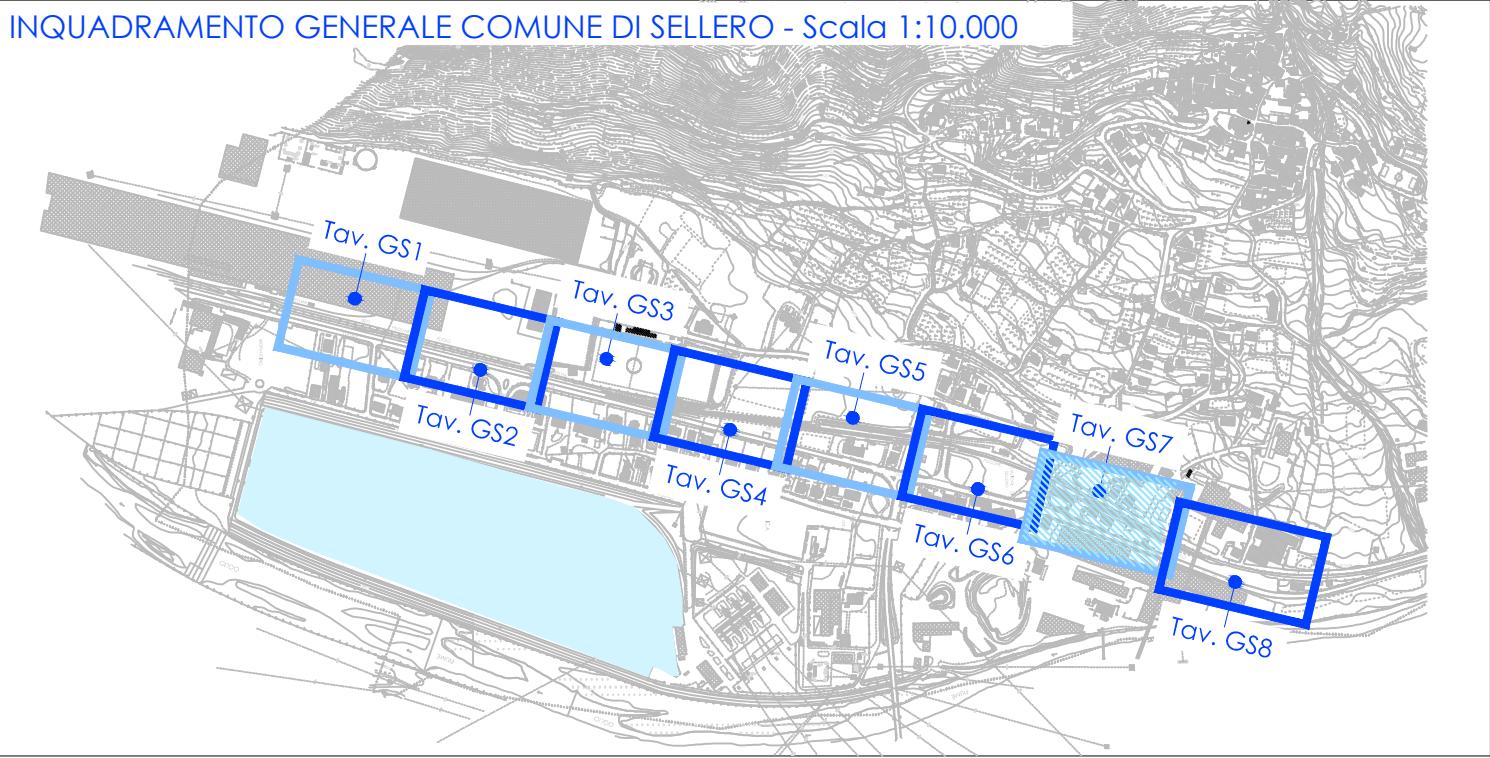 INQUADRAMENTO GENERALE COMUNE DI SELLERO - Scala 1:10.000
Tav. GS1
Tav. GS2
Tav. GS3
Tav. GS4
Tav. GS5
Tav. GS6
Tav. GS7
Tav. GS8